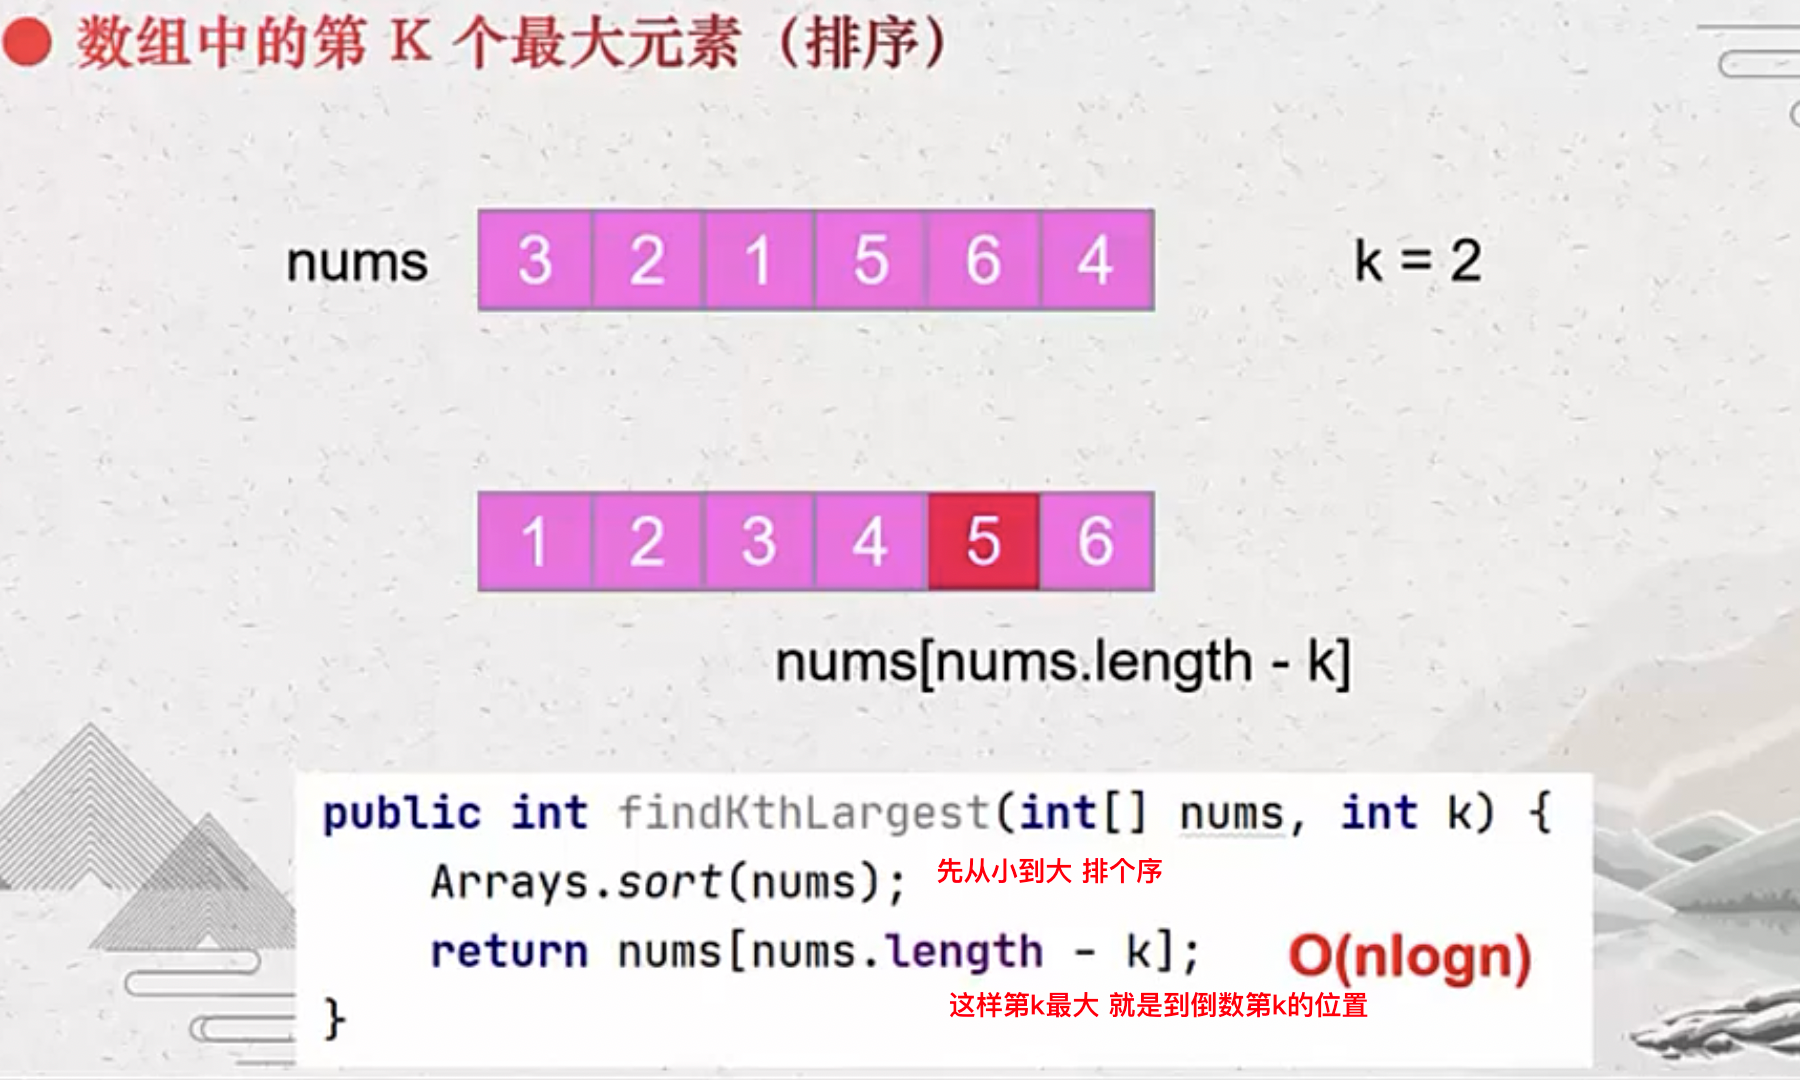 数组中的第 K 个最大元素（排序）
nums 3 2 1 5 6 4 k = 2
1 2 3 4 5 6
nums[nums.length - k]
public int findKthLargest(int[] nums, int k) {
Arrays.sort(nums); 先从小到大 排个序
return nums[nums.length - k]; O(nlogn)
这样第k最大 就是到倒数第k的位置
}